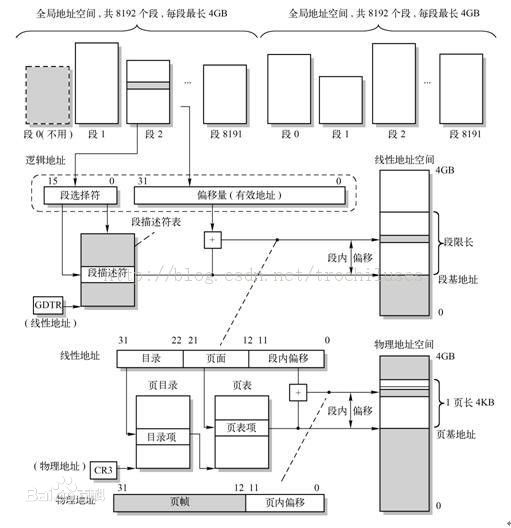 全局地址空间，共 8192 个段，每段最长 4GB
全局地址空间，共 8192 个段，每段最长 4GB
...
...
段 0(不用)
段 1
段 2
段 8191
段 0
段 1
段 2
段 8191
逻辑地址
线性地址空间
15
0
31
0
4GB
段选择符
偏移量(有效地址)
段描述符表
+
段限长
段内
偏移
段描述符
http://blog.csdn.net/trochiluses
段基地址
GDTR
(线性地址)
0
物理地址空间
31
22
21
12
11
0
4GB
线性地址
目录
页面
段内偏移
页目录
页表
+
段内
偏移
1 页长 4KB
目录项
页表项
页基地址
(物理地址)
CR3
Bai
百科
31
12
11
0
物理地址
页帧
页内偏移
0